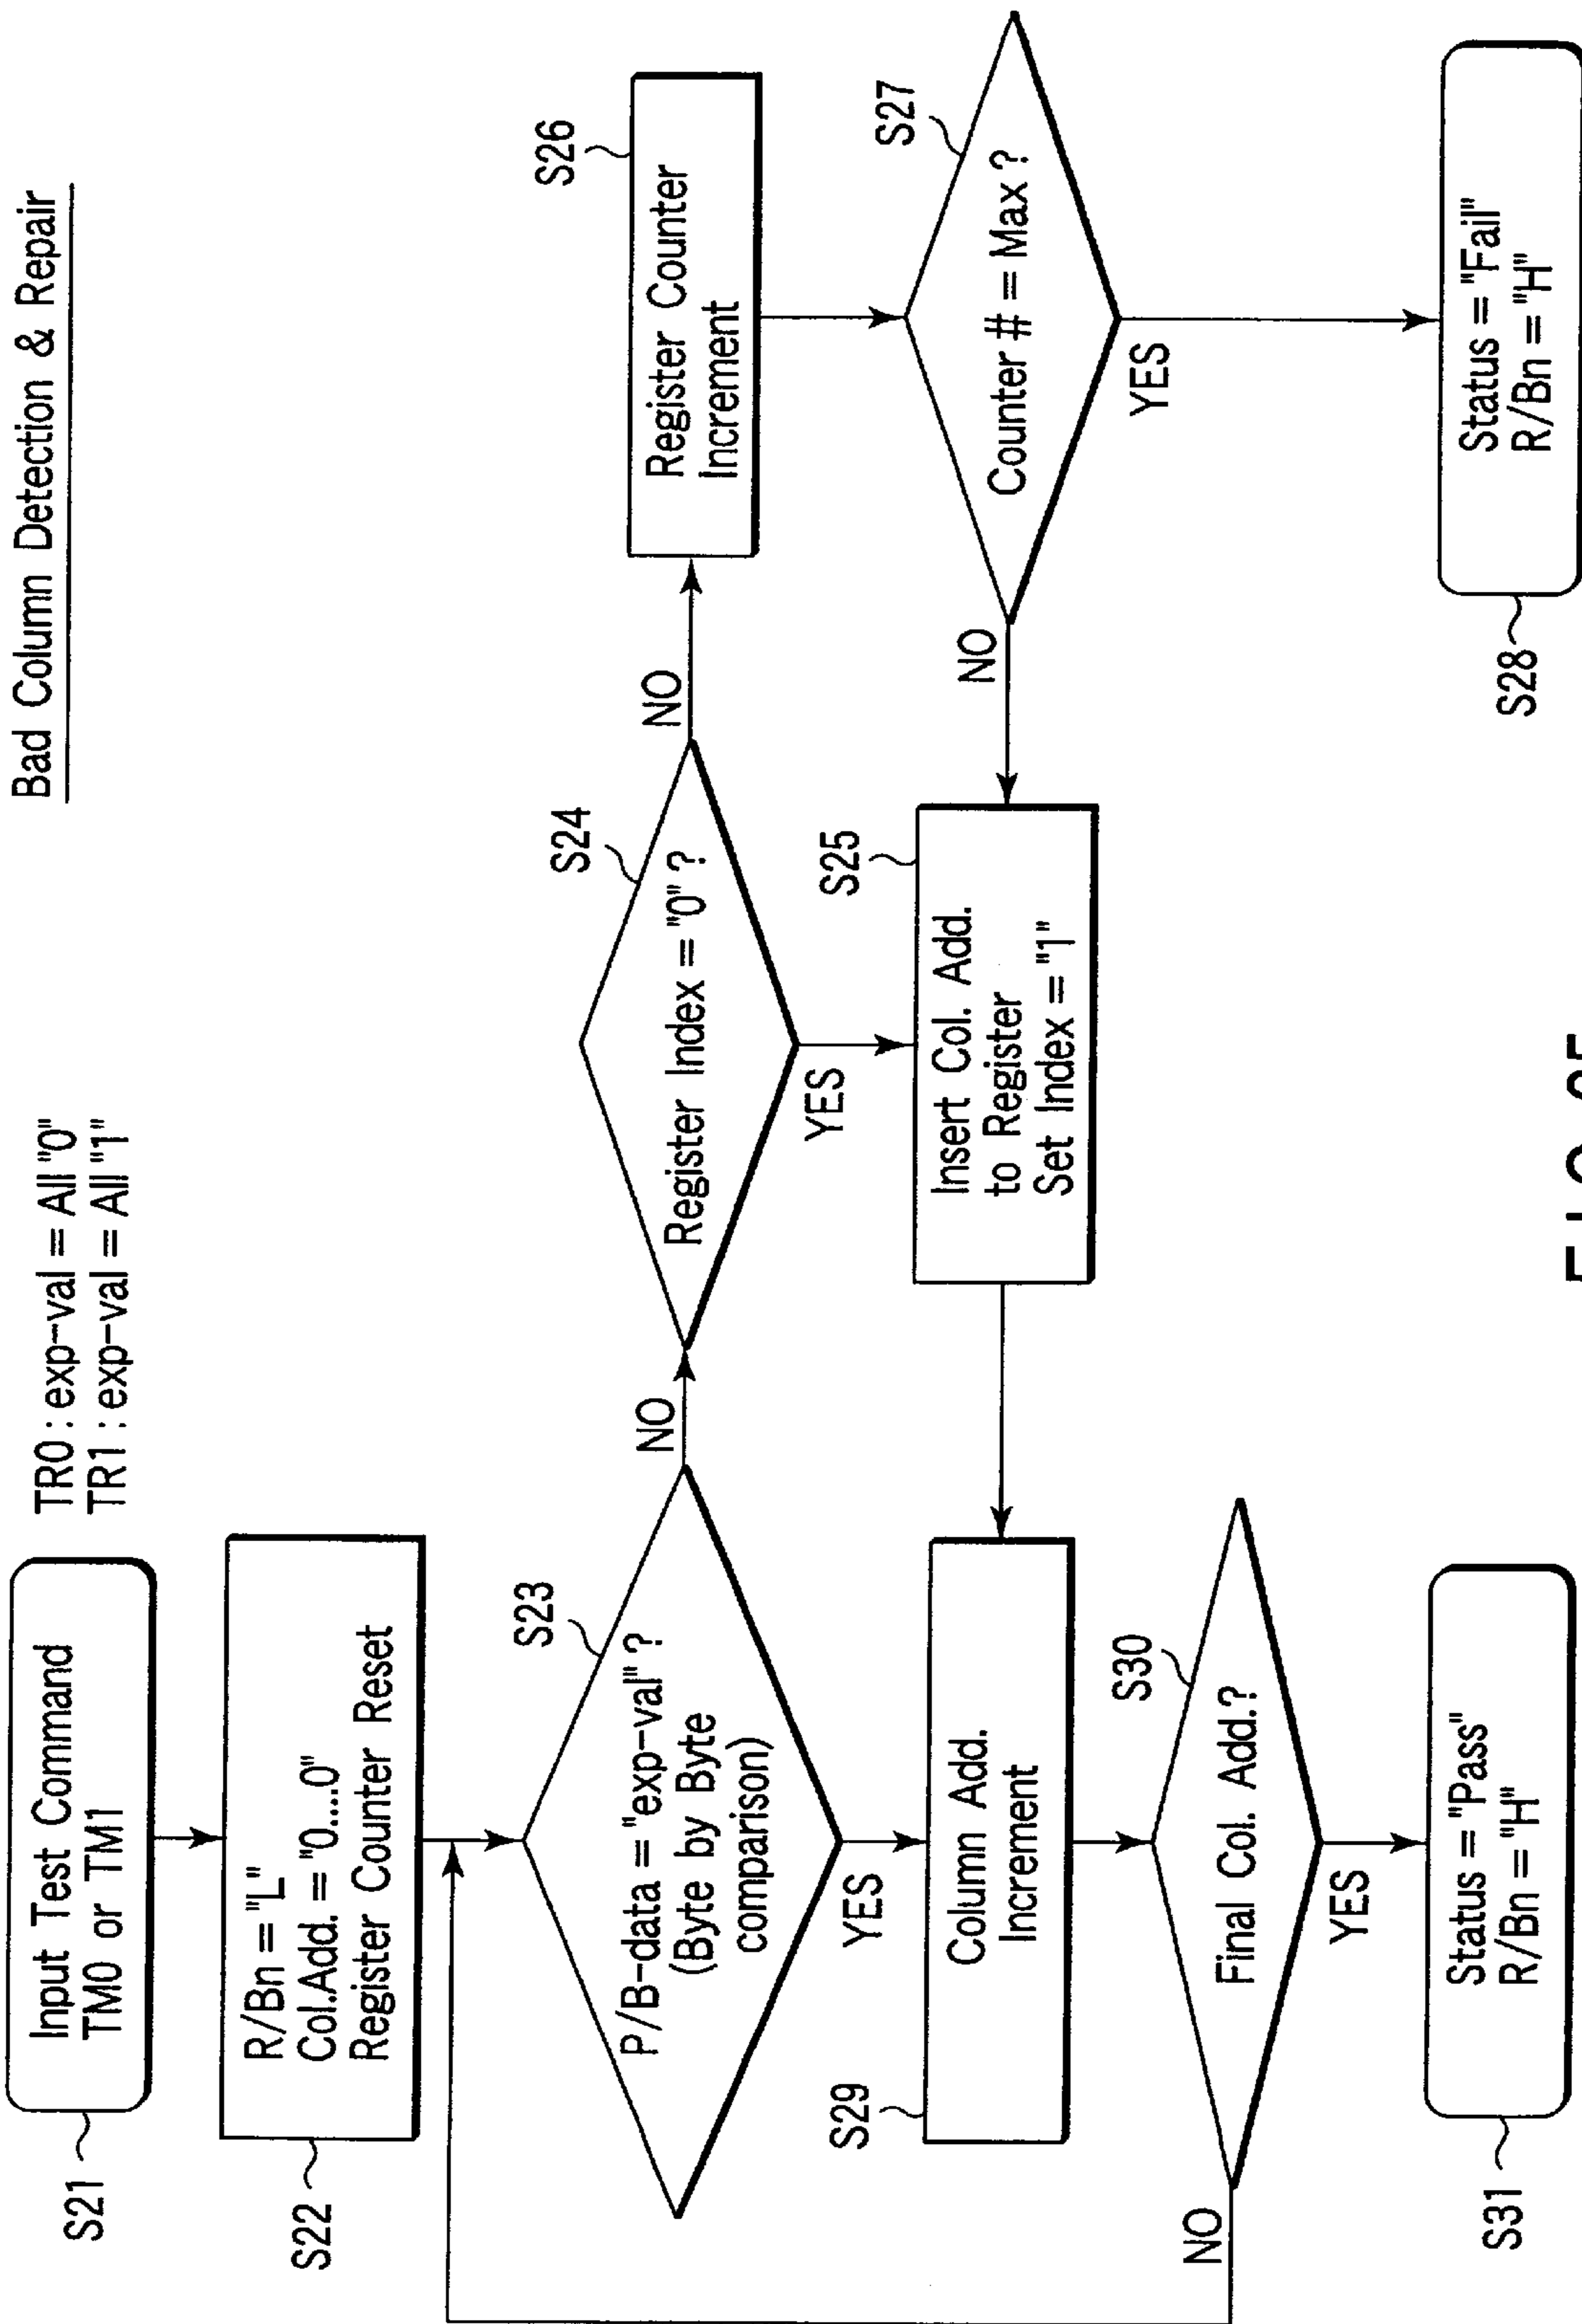 Bad Column Detection & Repair
S21
Input Test Command
TM0 or TM1
TR0 : exp-val = All "0"
TR1 : exp-val = All "1"
S22
R/Bn = "L"
Col.Add. = "0....0"
Register Counter Reset
S23
P/B-data = "exp-val" ?
(Byte by Byte
comparison)
NO
YES
S24
Register Index = "0" ?
NO
YES
S26
Register Counter
Increment
S27
Counter # = Max ?
NO
YES
S25
Insert Col. Add.
to Register
Set Index = "1"
S29
Column Add.
Increment
S30
Final Col. Add.?
NO
YES
S31
Status = "Pass"
R/Bn = "H"
S28
Status = "Fail"
R/Bn = "H"